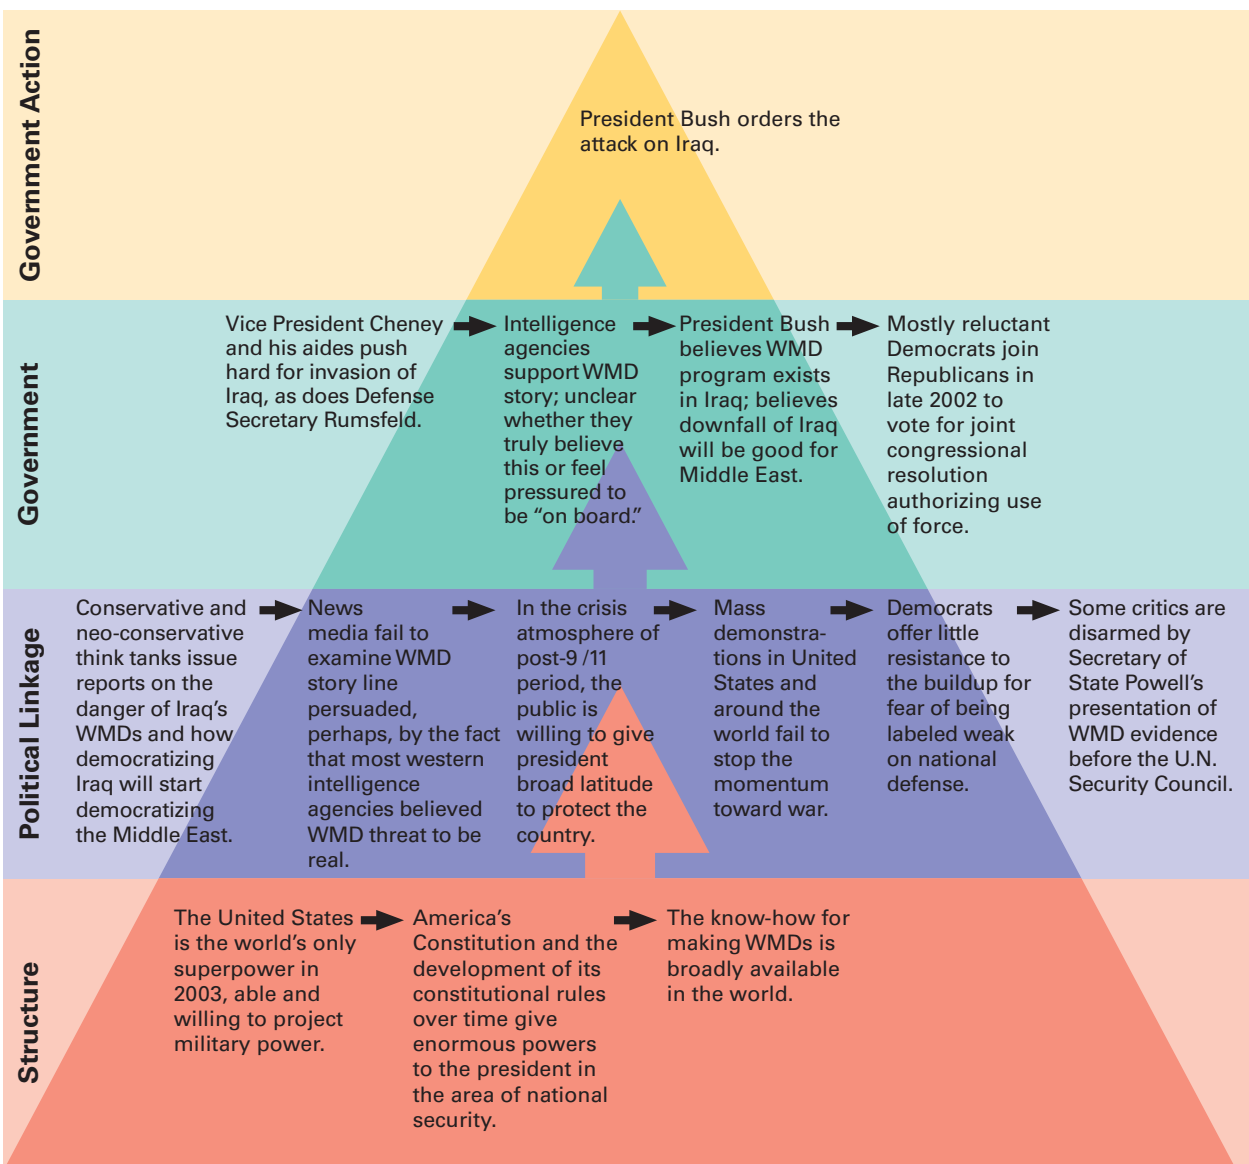 Government Action
President Bush orders the
attack on Iraq.
Government
Vice President Cheney
and his aides push
hard for invasion of
Iraq, as does Defense
Secretary Rumsfeld.
Intelligence
agencies
support WMD
story; unclear
whether they
truly believe
this or feel
pressured to
be “on board.”
President Bush
believes WMD
program exists
in Iraq; believes
downfall of Iraq
will be good for
Middle East.
Mostly reluctant
Democrats join
Republicans in
late 2002 to
vote for joint
congressional
resolution
authorizing use
of force.
Political Linkage
Conservative and
neo-conservative
think tanks issue
reports on the
danger of Iraq’s
WMDs and how
democratizing
Iraq will start
democratizing
the Middle East.
News
media fail to
examine WMD
story line
persuaded,
perhaps, by the fact
that most western
intelligence
agencies believed
WMD threat to be
real.
In the crisis
atmosphere of
post-9 /11
period, the
public is
willing to give
president
broad latitude
to protect the
country.
Mass
demonstra-
tions in United
States and
around the
world fail to
stop the
momentum
toward war.
Democrats
offer little
resistance to
the buildup for
fear of being
labeled weak
on national
defense.
Some critics are
disarmed by
Secretary of
State Powell’s
presentation of
WMD evidence
before the U.N.
Security Council.
Structure
The United States
is the world’s only
superpower in
2003, able and
willing to project
military power.
America’s
Constitution and the
development of its
constitutional rules
over time give
enormous powers
to the president in
the area of national
security.
The know-how for
making WMDs is
broadly available
in the world.